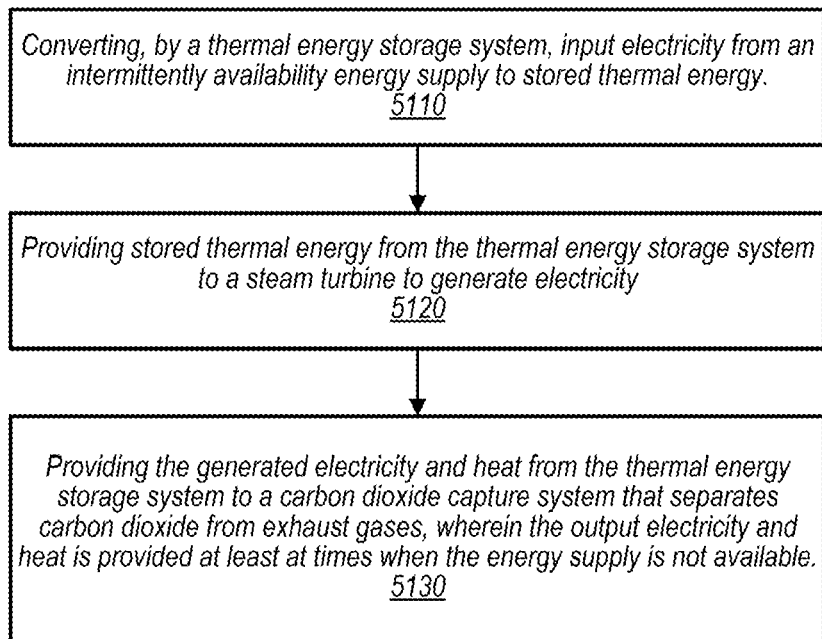 Converting, by a thermal energy storage system, input electricity from an
intermittently availability energy supply to stored thermal energy.
5110
Providing stored thermal energy from the thermal energy storage system
to a steam turbine to generate electricity
5120
Providing the generated electricity and heat from the thermal energy
storage system to a carbon dioxide capture system that separates
carbon dioxide from exhaust gases, wherein the output electricity and
heat is provided at least at times when the energy supply is not available.
5130